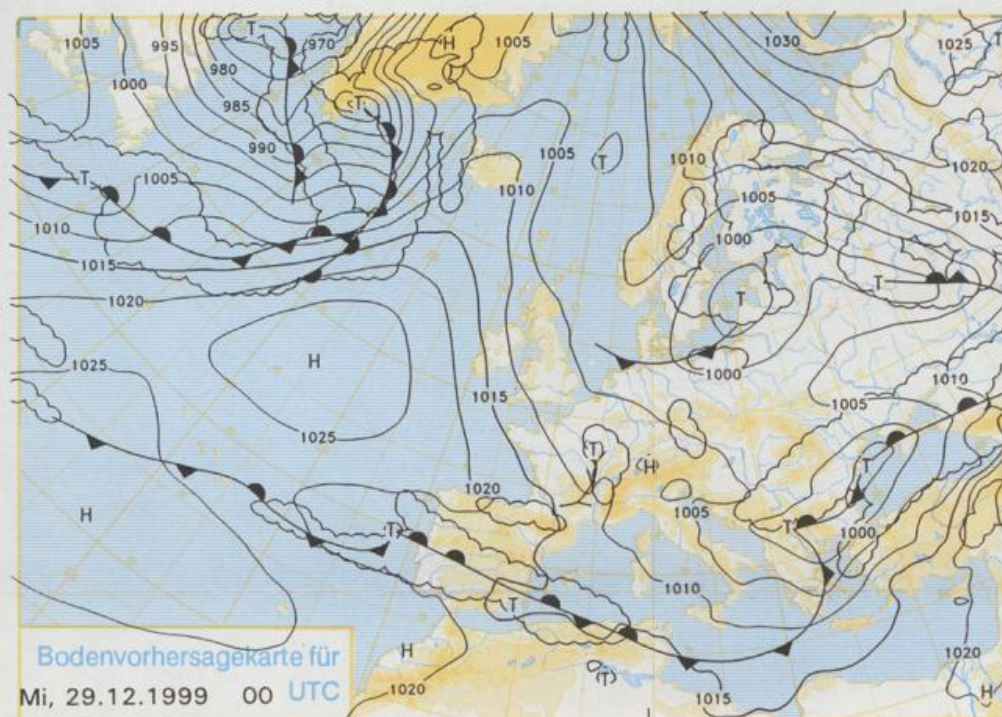 1005 995 T 970 H 1005 1030 1025 T
1000 980
985 T
990 1005 T 1010 1020
T 1005 1010 1005 1015
1010 1000
1015 T T
1020
H 1000
1025 1010
1015 1005
1025
(T) (H) T
1020
H T 1005 T 1000
T 1010
Bodenvorhersagekarte für H (T) 1020
Mi, 29.12.1999 00 UTC 1020 1015 H